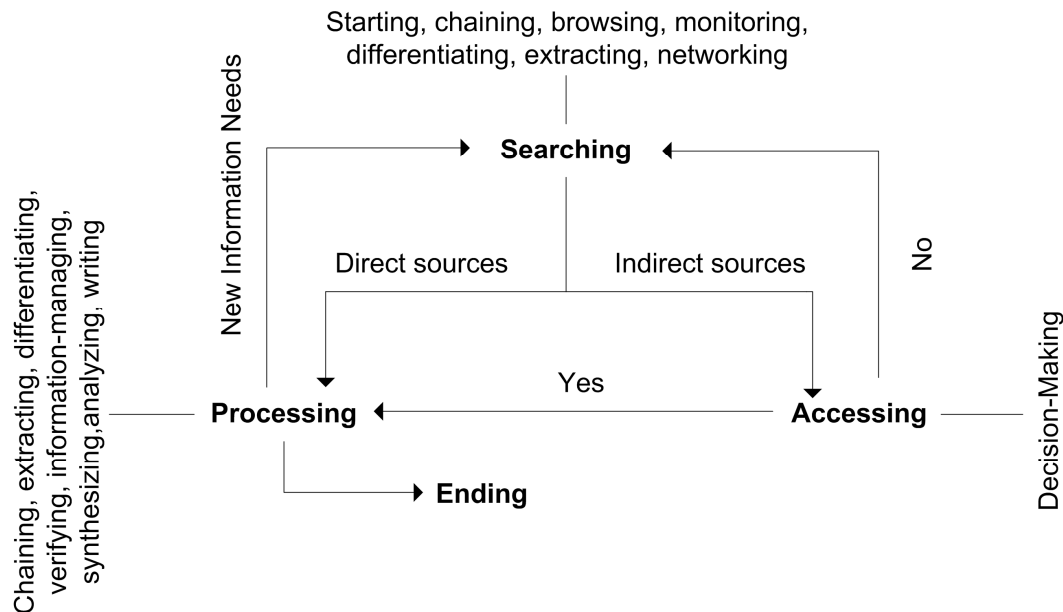 Starting, chaining, browsing, monitoring,
differentiating, extracting, networking
New Information Needs
Searching
No
Direct sources
Indirect sources
Chaining, extracting, differentiating,
verifying, information-managing,
synthesizing,analyzing, writing
Yes
Processing
Accessing
Decision-Making
Ending